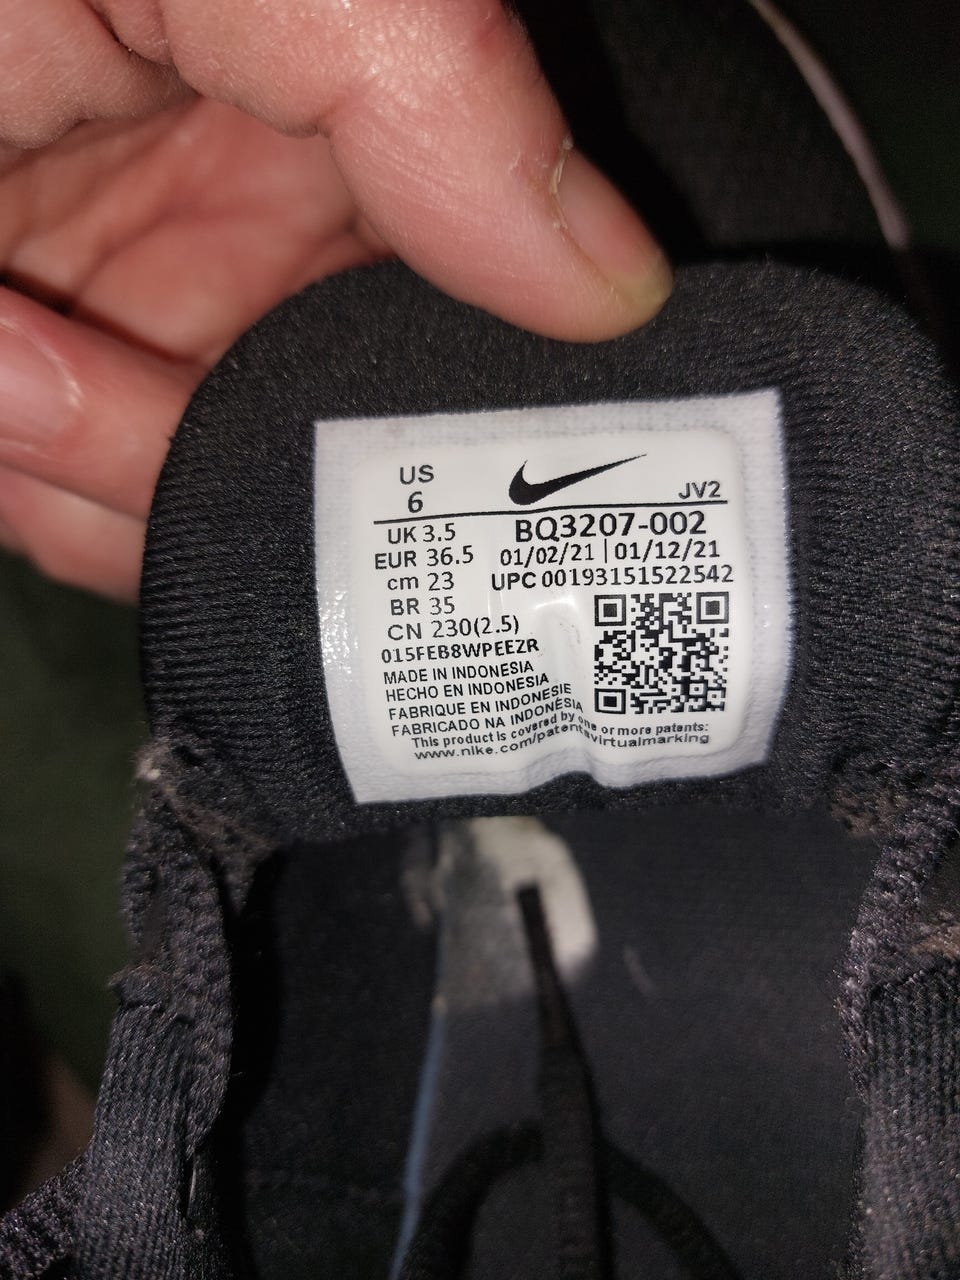 US
6
JV2
UK 3.5
BQ3207-002
EUR 36.5
01/02/21 | 01/12/21
cm 23
UPC 00193151522542
BR 35
CN 230(2.5)
015FEB8WPEEZR
MADE IN INDONESIA
HECHO EN INDONESIA
FABRIQUE EN INDONESIE
FABRICADO NA INDONÉSIA
This product is covered by one or more patents:
www.nike.com/patentsvirtualmarking